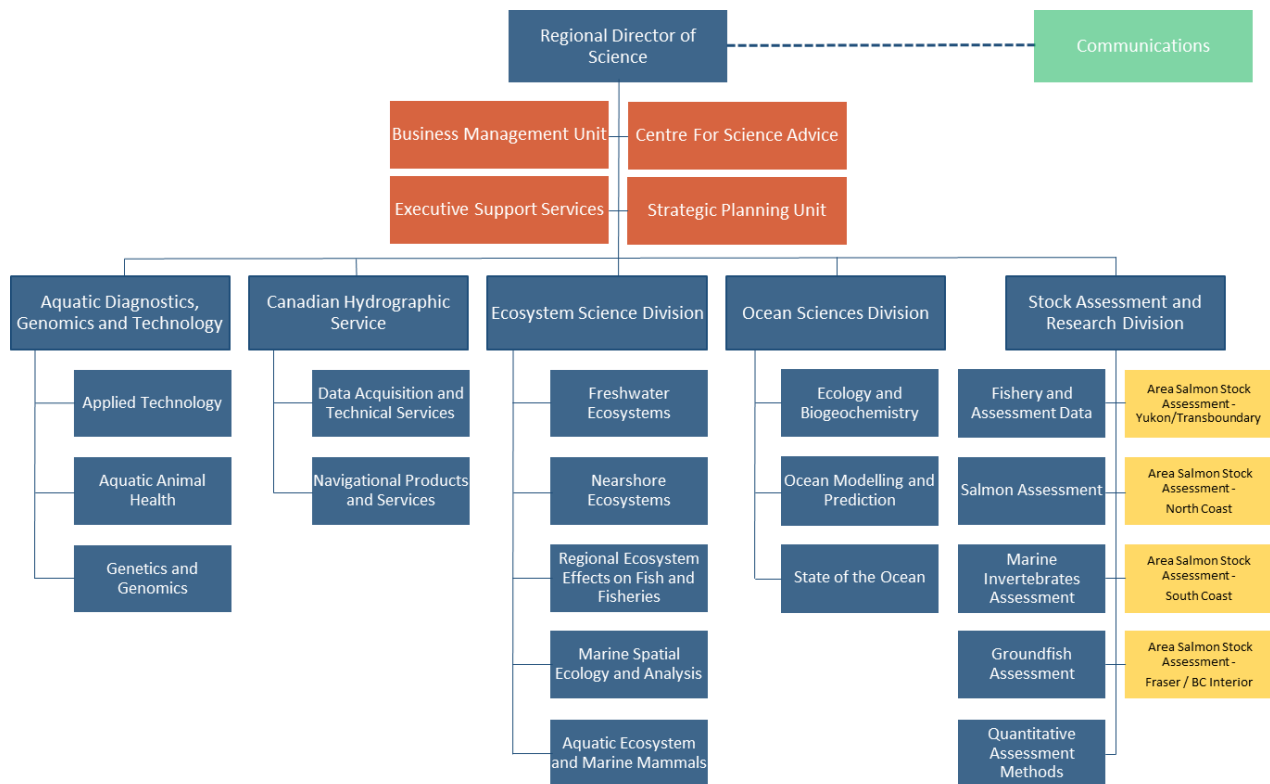 Regional Director of
Science
Communications
Business Management Unit
Centre For Science Advice
Executive Support Services
Strategic Planning Unit
Aquatic Diagnostics,
Genomics and Technology
Canadian Hydrographic
Service
Ecosystem Science Division
Ocean Sciences Division
Stock Assessment and
Research Division
Applied Technology
Aquatic Animal
Health
Genetics and
Genomics
Data Acquisition and
Technical Services
Navigational Products
and Services
Freshwater
Ecosystems
Nearshore
Ecosystems
Regional Ecosystem
Effects on Fish and
Fisheries
Marine Spatial
Ecology and Analysis
Aquatic Ecosystem
and Marine Mammals
Ecology and
Biogeochemistry
Ocean Modelling and
Prediction
State of the Ocean
Fishery and
Assessment Data
Salmon Assessment
Marine
Invertebrates
Assessment
Groundfish
Assessment
Quantitative
Assessment
Methods
Area Salmon Stock
Assessment -
Yukon/Transboundary
Area Salmon Stock
Assessment -
North Coast
Area Salmon Stock
Assessment -
South Coast
Area Salmon Stock
Assessment -
Fraser / BC Interior